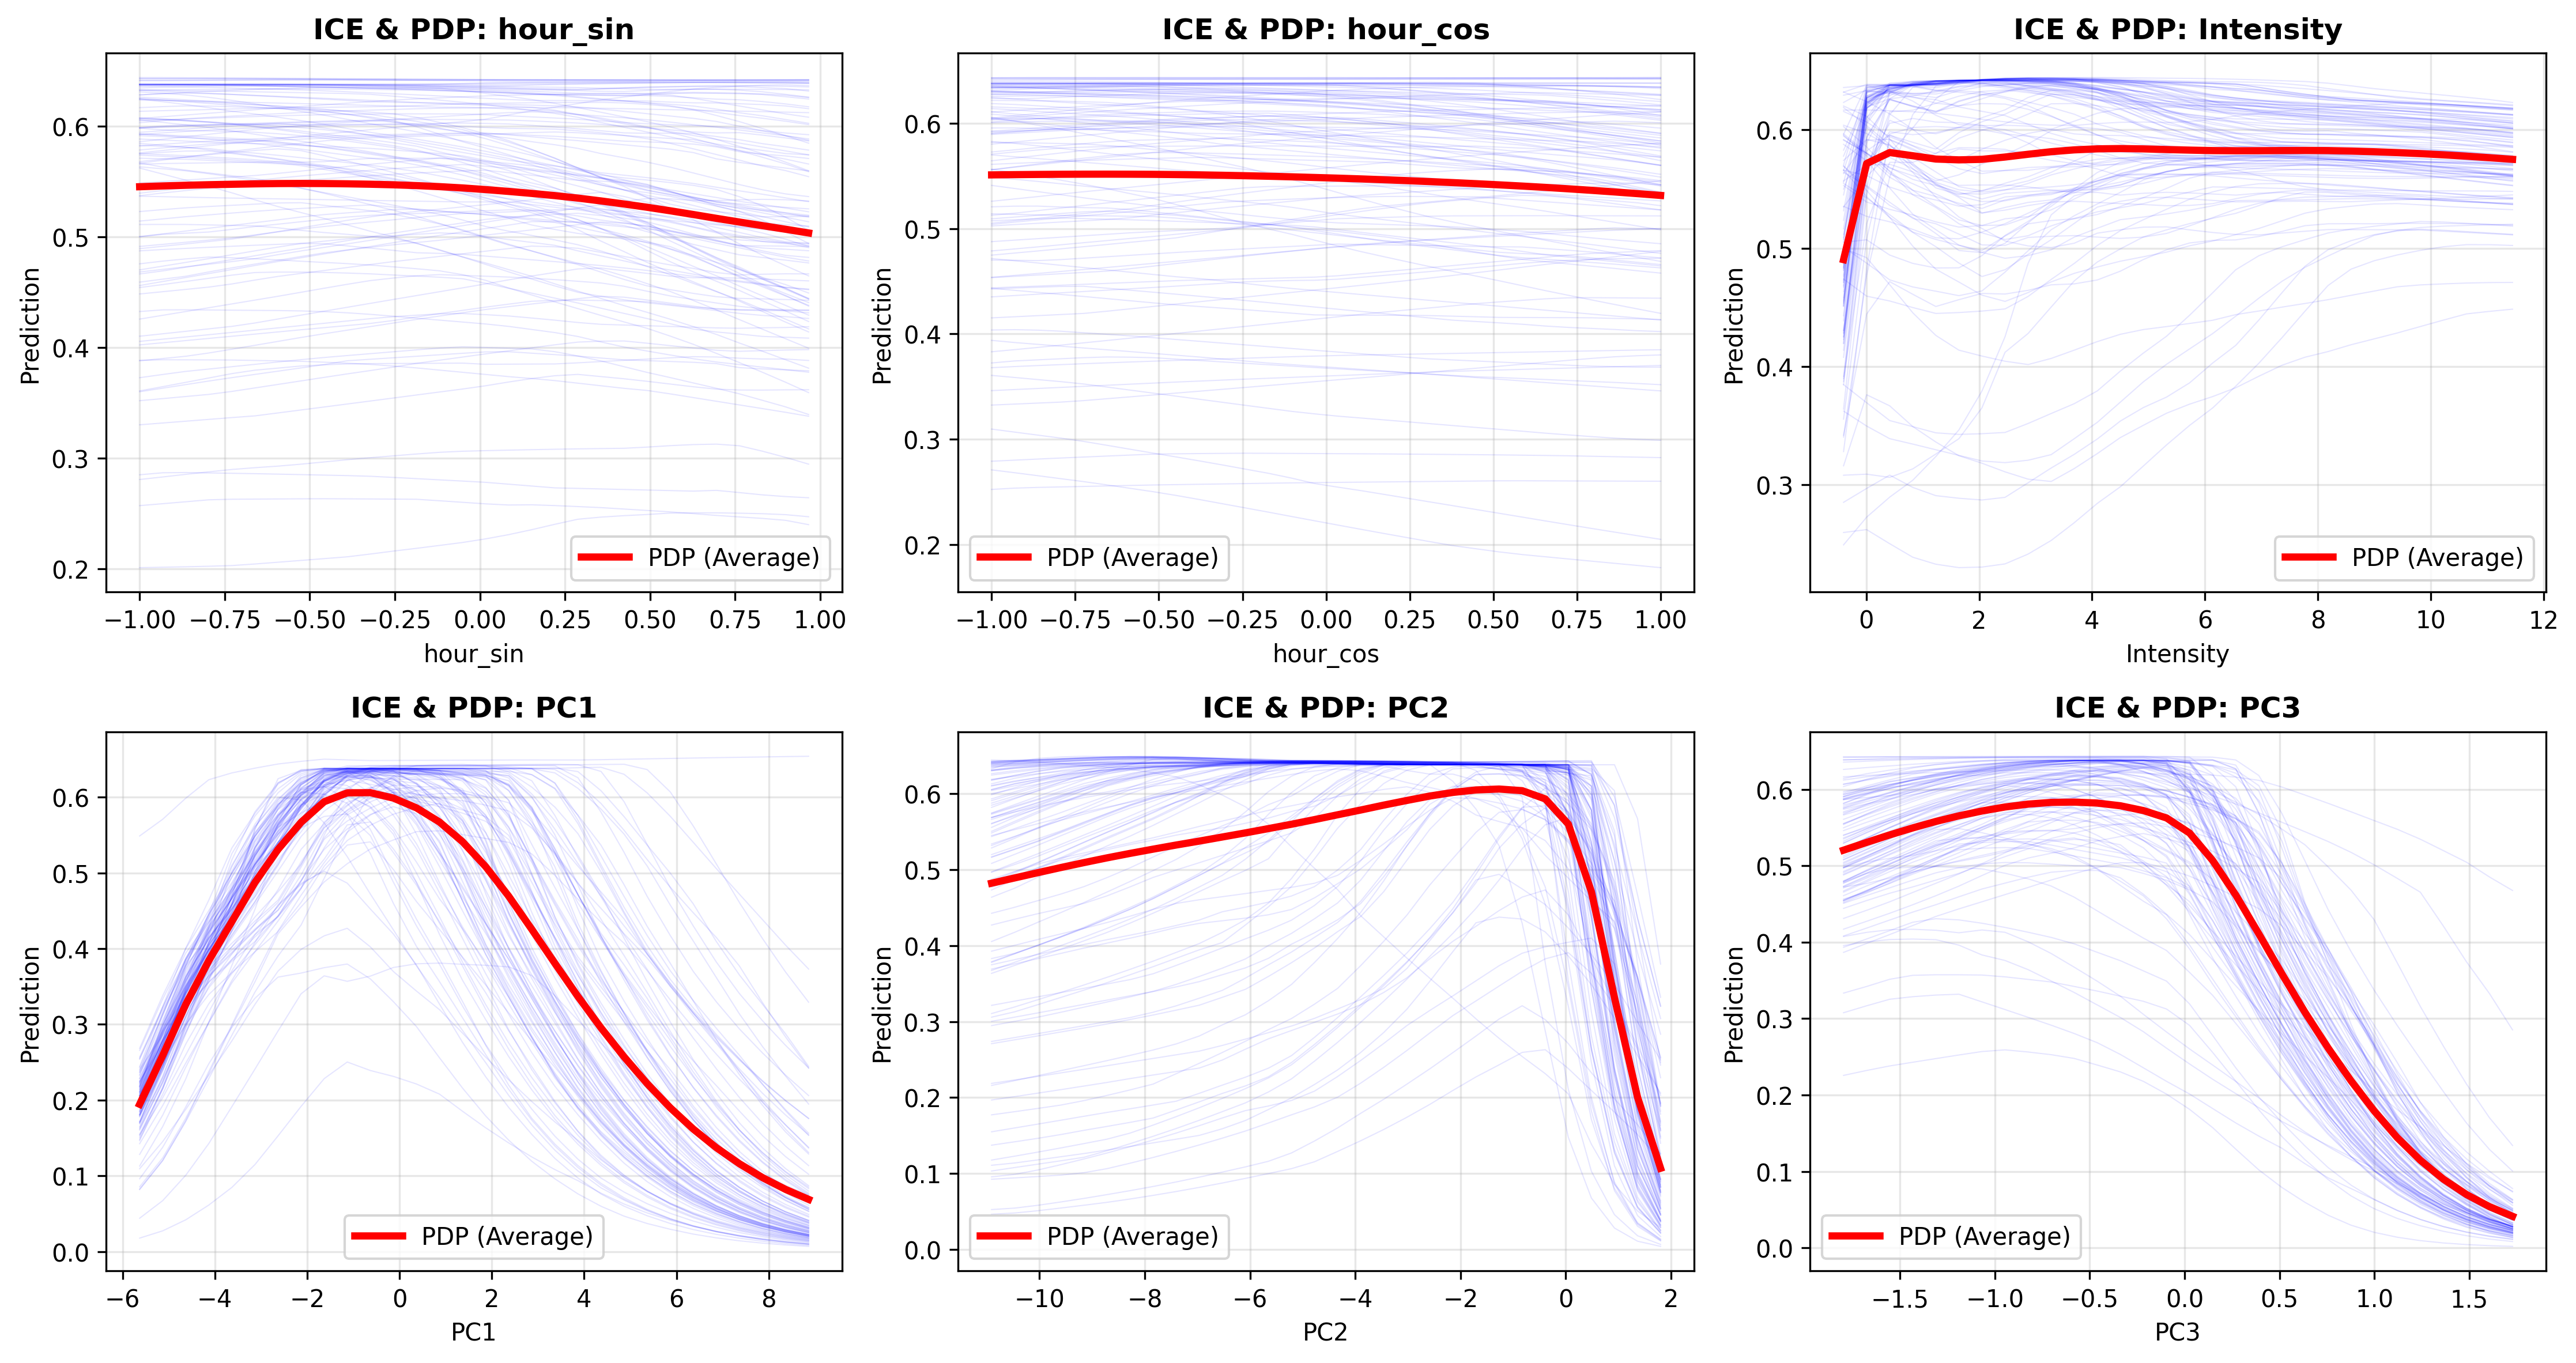 ICE & PDP: hour_sin
Prediction
0.6
0.5
0.4
0.3
0.2
−1.00 −0.75 −0.50 −0.25 0.00 0.25 0.50 0.75 1.00
hour_sin
PDP (Average)
ICE & PDP: hour_cos
Prediction
0.6
0.5
0.4
0.3
0.2
−1.00 −0.75 −0.50 −0.25 0.00 0.25 0.50 0.75 1.00
hour_cos
PDP (Average)
ICE & PDP: Intensity
Prediction
0.6
0.5
0.4
0.3
0 2 4 6 8 10 12
Intensity
PDP (Average)
ICE & PDP: PC1
Prediction
0.6
0.5
0.4
0.3
0.2
0.1
0.0
−6 −4 −2 0 2 4 6 8
PC1
PDP (Average)
ICE & PDP: PC2
Prediction
0.6
0.5
0.4
0.3
0.2
0.1
0.0
−10 −8 −6 −4 −2 0 2
PC2
PDP (Average)
ICE & PDP: PC3
Prediction
0.6
0.5
0.4
0.3
0.2
0.1
0.0
−1.5 −1.0 −0.5 0.0 0.5 1.0 1.5
PC3
PDP (Average)